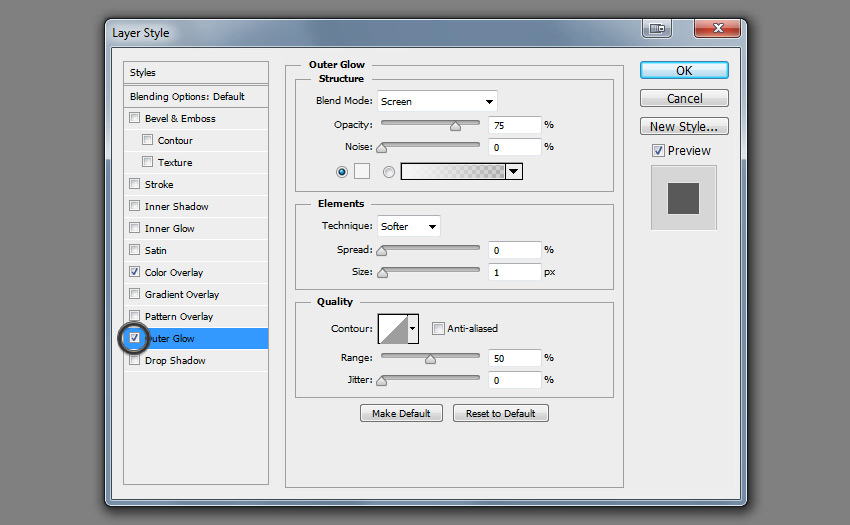 Layer Style
Styles
Blending Options: Default
Bevel & Emboss
Contour
Texture
Stroke
Inner Shadow
Inner Glow
Satin
Color Overlay
Gradient Overlay
Pattern Overlay
Outer Glow
Drop Shadow
Outer Glow
Structure
Blend Mode: Screen
Opacity: 75 %
Noise: 0 %
Elements
Technique: Softer
Spread: 0 %
Size: 1 px
Quality
Contour: Anti-aliased
Range: 50 %
Jitter: 0 %
Make Default Reset to Default
OK
Cancel
New Style...
Preview